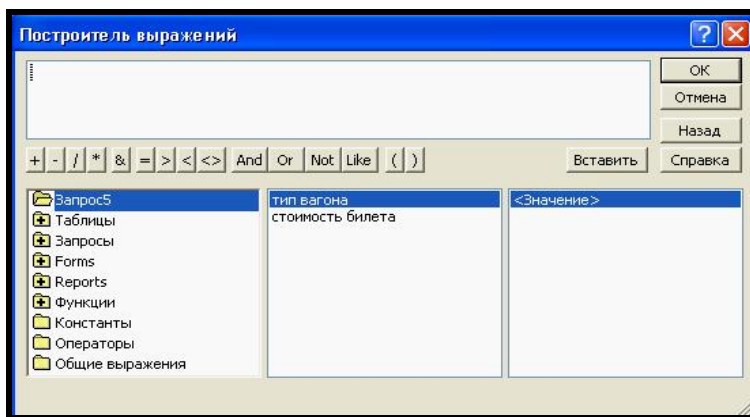 Построитель выражений
ОК
Отмена
Назад
+ - / * & = > < <> And Or Not Like ( ) Вставить Справка
Запрос5 тип вагона <Значение>
Таблицы стоимость билета
Запросы
Forms
Reports
Функции
Константы
Операторы
Общие выражения